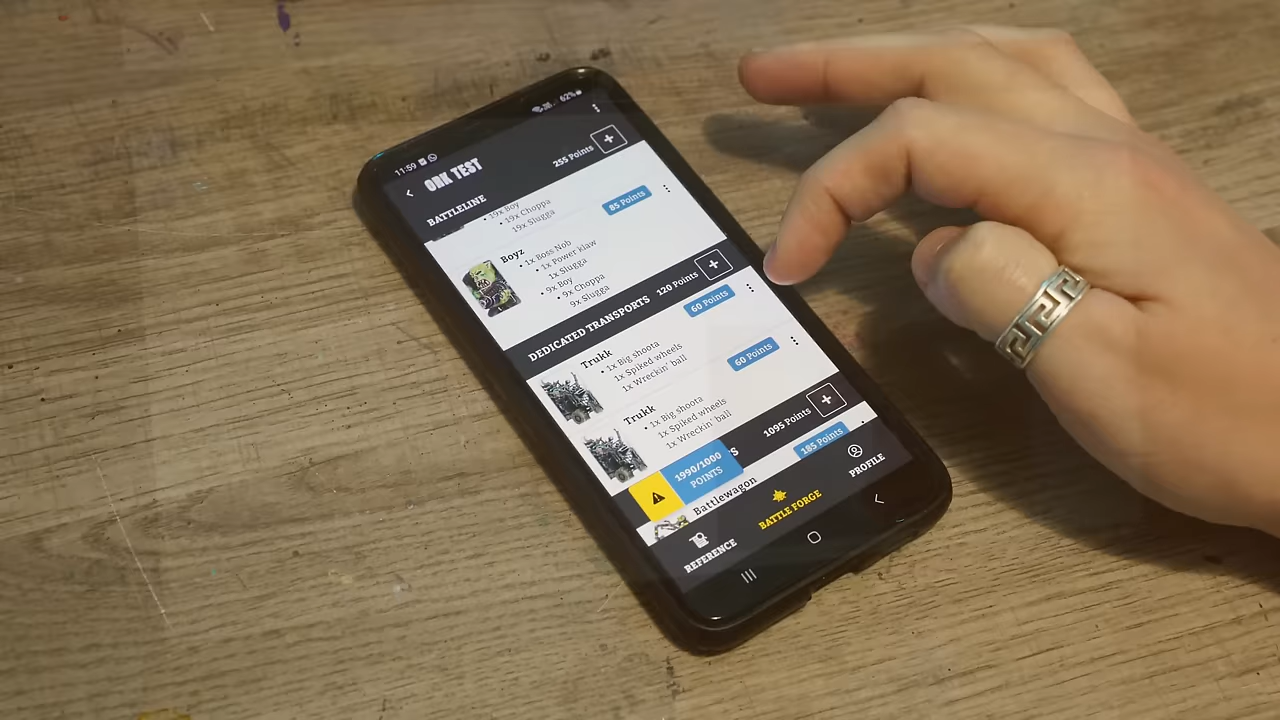 11:59
62%
ORK TEST
BATTLELINE 255 Points +
19x Boy
• 19x Choppa
19x Slugga
85 Points
Boyz
• 1x Boss Nob
• 1x Power klaw
1x Slugga
• 9x Boy
• 9x Choppa
9x Slugga
DEDICATED TRANSPORTS 120 Points +
60 Points
Trukk
• 1x Big shoota
1x Spiked wheels
1x Wreckin' ball
60 Points
Trukk
• 1x Big shoota
1x Spiked wheels
1x Wreckin' ball
S 1095 Points +
185 Points
1990/1000
POINTS
Battlewagon
REFERENCE
BATTLE FORGE
PROFILE